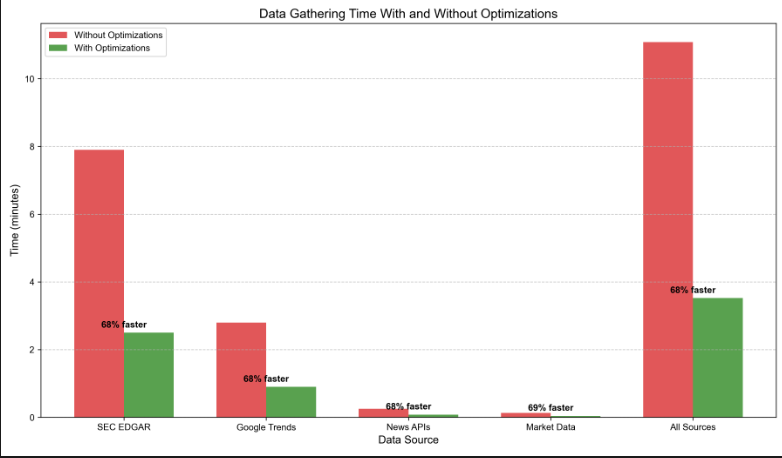 Data Gathering Time With and Without Optimizations
Without Optimizations
With Optimizations
Time (minutes)
10
8
6
4
2
0
68% faster
68% faster
68% faster
69% faster
68% faster
SEC EDGAR
Google Trends
News APIs
Market Data
All Sources
Data Source